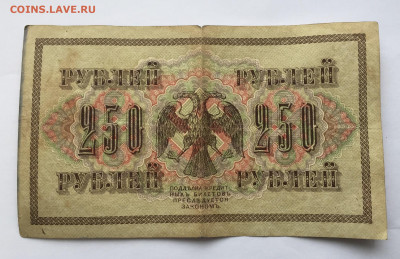 COINS.LAVE.RU
РУБЛЕЙ РУБЛЕЙ
250 250
РУБЛЕЙ РУБЛЕЙ
ПОДДѢЛКА КРЕДИТ
НЫХЪ БИЛЕТОВЪ
ПРЕСЛѢДУЕТСЯ
ЗАКОНОМЪ.